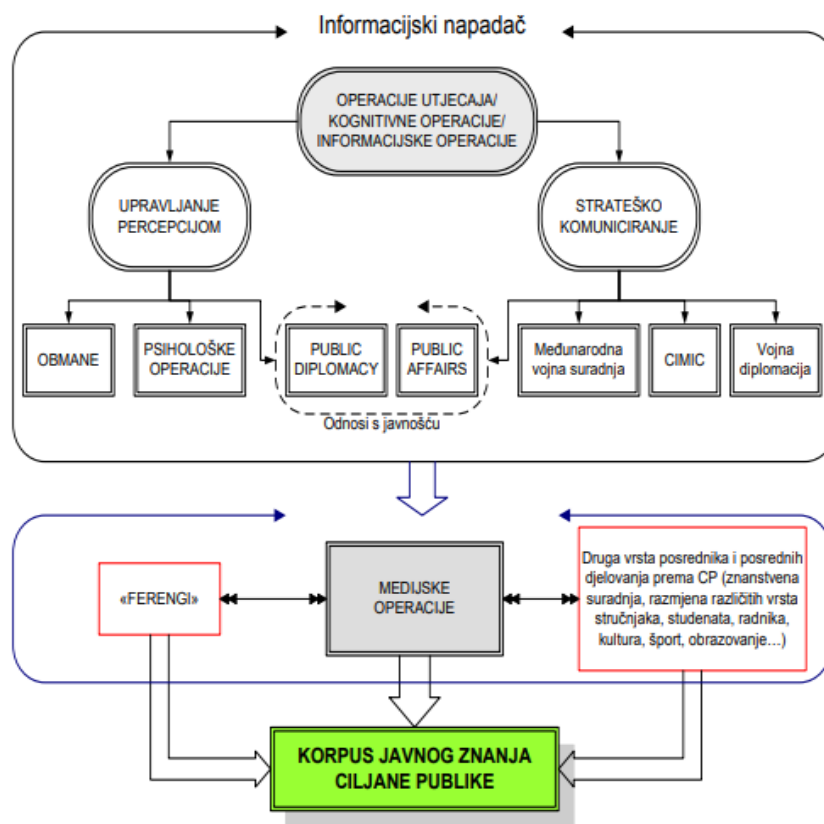 Informacijski napadač
OPERACIJE UTJECAJA/
KOGNITIVNE OPERACIJE/
INFORMACIJSKE OPERACIJE
UPRAVLJANJE
PERCEPCIJOM
STRATEŠKO
KOMUNICIRANJE
OBMANE
PSIHOLOŠKE
OPERACIJE
PUBLIC
DIPLOMACY
PUBLIC
AFFAIRS
Međunarodna
vojna suradnja
CIMIC
Vojna
diplomacija
Odnosi s javnošću
«FERENGI»
MEDIJSKE
OPERACIJE
Druga vrsta posrednika i posrednih
djelovanja prema CP (znanstvena
suradnja, razmjena različitih vrsta
stručnjaka, studenata, radnika,
kultura, šport, obrazovanje…)
KORPUS JAVNOG ZNANJA
CILJANE PUBLIKE